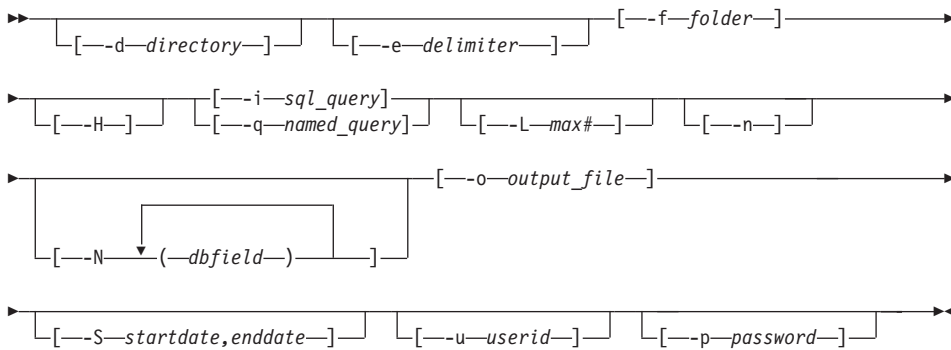 [ -f folder ]
[ -d directory ] [ -e delimiter ]
[ -i sql_query]
[ -H ] [ -q named_query] [ -L max# ] [ -n ]
[ -o output_file ]
[ -N ( dbfield ) ]
[ -S startdate,enddate ] [ -u userid ] [ -p password ]